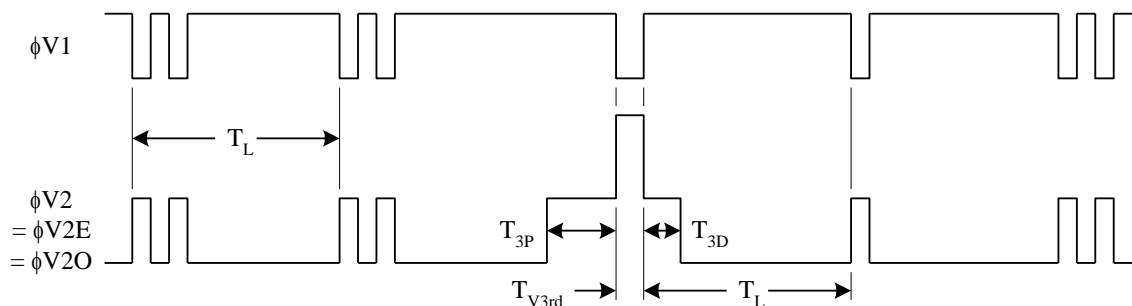 ϕV1
T_L
ϕV2
= ϕV2E
= ϕV2O
T_3P
T_3D
T_V3rd
T_L